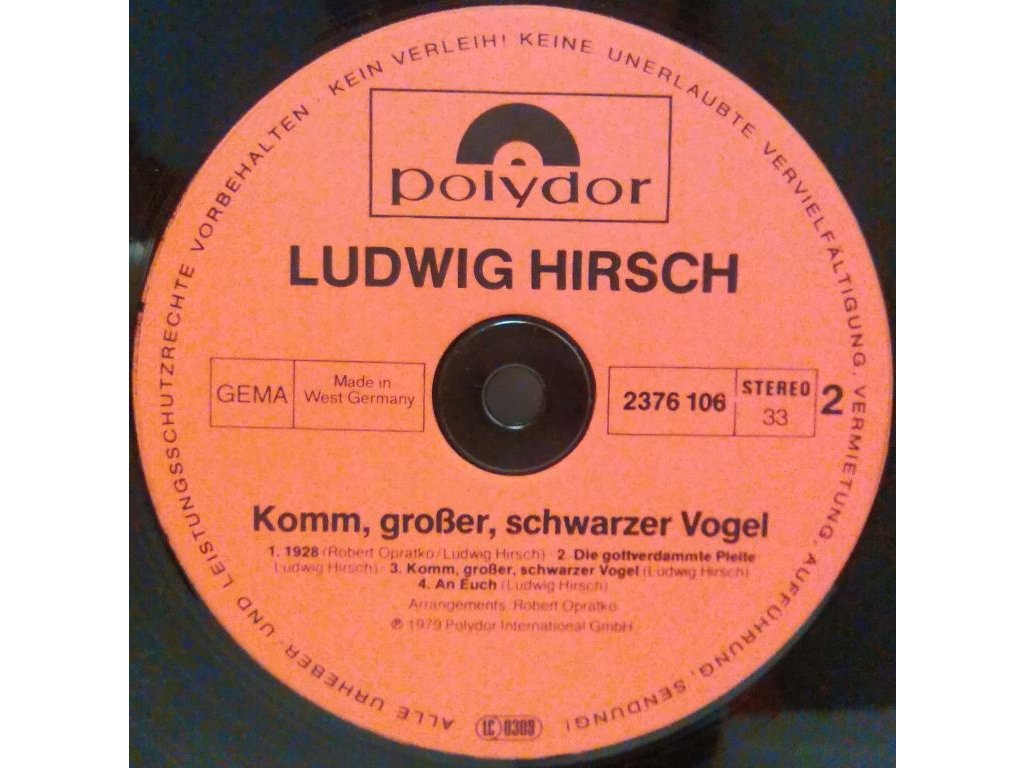 ALLE URHEBER- UND LEISTUNGSSCHUTZRECHTE VORBEHALTEN · KEIN VERLEIH! KEINE UNERLAUBTE VERVIELFÄLTIGUNG, VERMIETUNG, AUFFÜHRUNG, SENDUNG!
polydor
LUDWIG HIRSCH
GEMA
Made in
West Germany
2376 106
STEREO
33
2
Komm, großer, schwarzer Vogel
1. 1928 (Robert Opratko/Ludwig Hirsch) · 2. Die gottverdammte Pleite
Ludwig Hirsch) · 3. Komm, großer, schwarzer Vogel (Ludwig Hirsch)
4. An Euch (Ludwig Hirsch)
Arrangements: Robert Opratko
℗ 1979 Polydor International GmbH
LC 0309